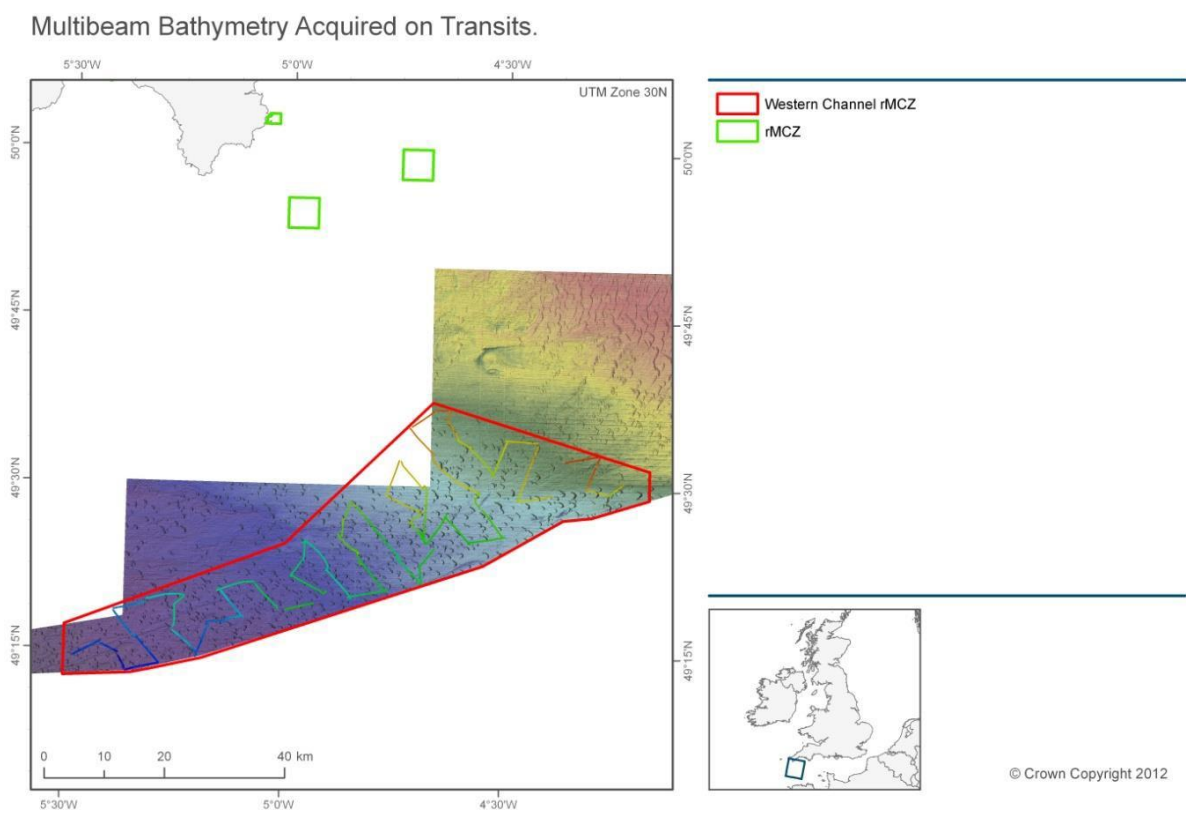 Multibeam Bathymetry Acquired on Transits.
5°30'W
5°0'W
4°30'W
UTM Zone 30N
Western Channel rMCZ
rMCZ
50°0'N
50°0'N
49°45'N
49°45'N
49°30'N
49°30'N
49°15'N
49°15'N
0
10
20
40 km
5°30'W
5°0'W
4°30'W
© Crown Copyright 2012